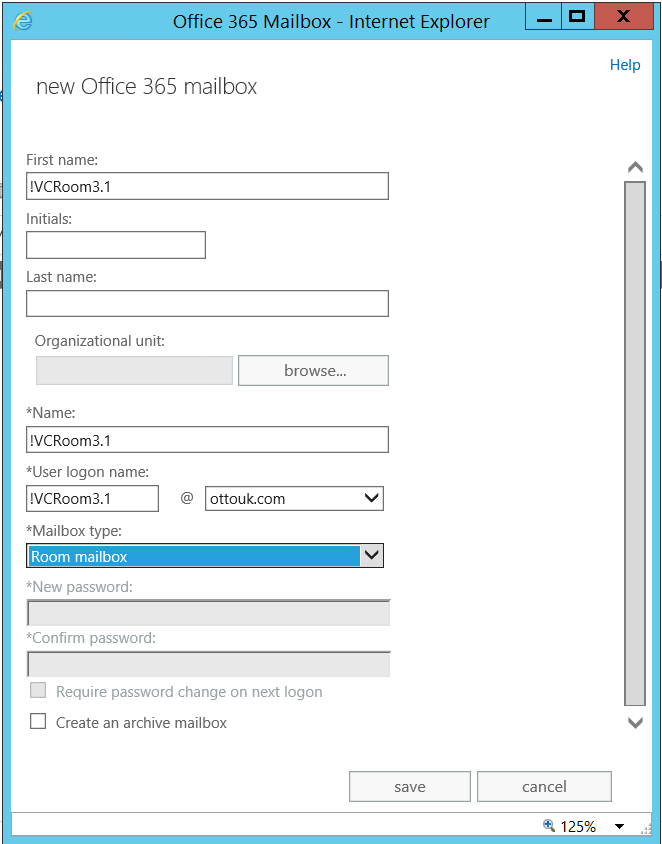 Office 365 Mailbox - Internet Explorer
Help
new Office 365 mailbox
First name:
!VCRoom3.1
Initials:
Last name:
Organizational unit:
browse...
*Name:
!VCRoom3.1
*User logon name:
!VCRoom3.1 @ ottouk.com
*Mailbox type:
Room mailbox
*New password:
*Confirm password:
Require password change on next logon
Create an archive mailbox
save cancel
125%